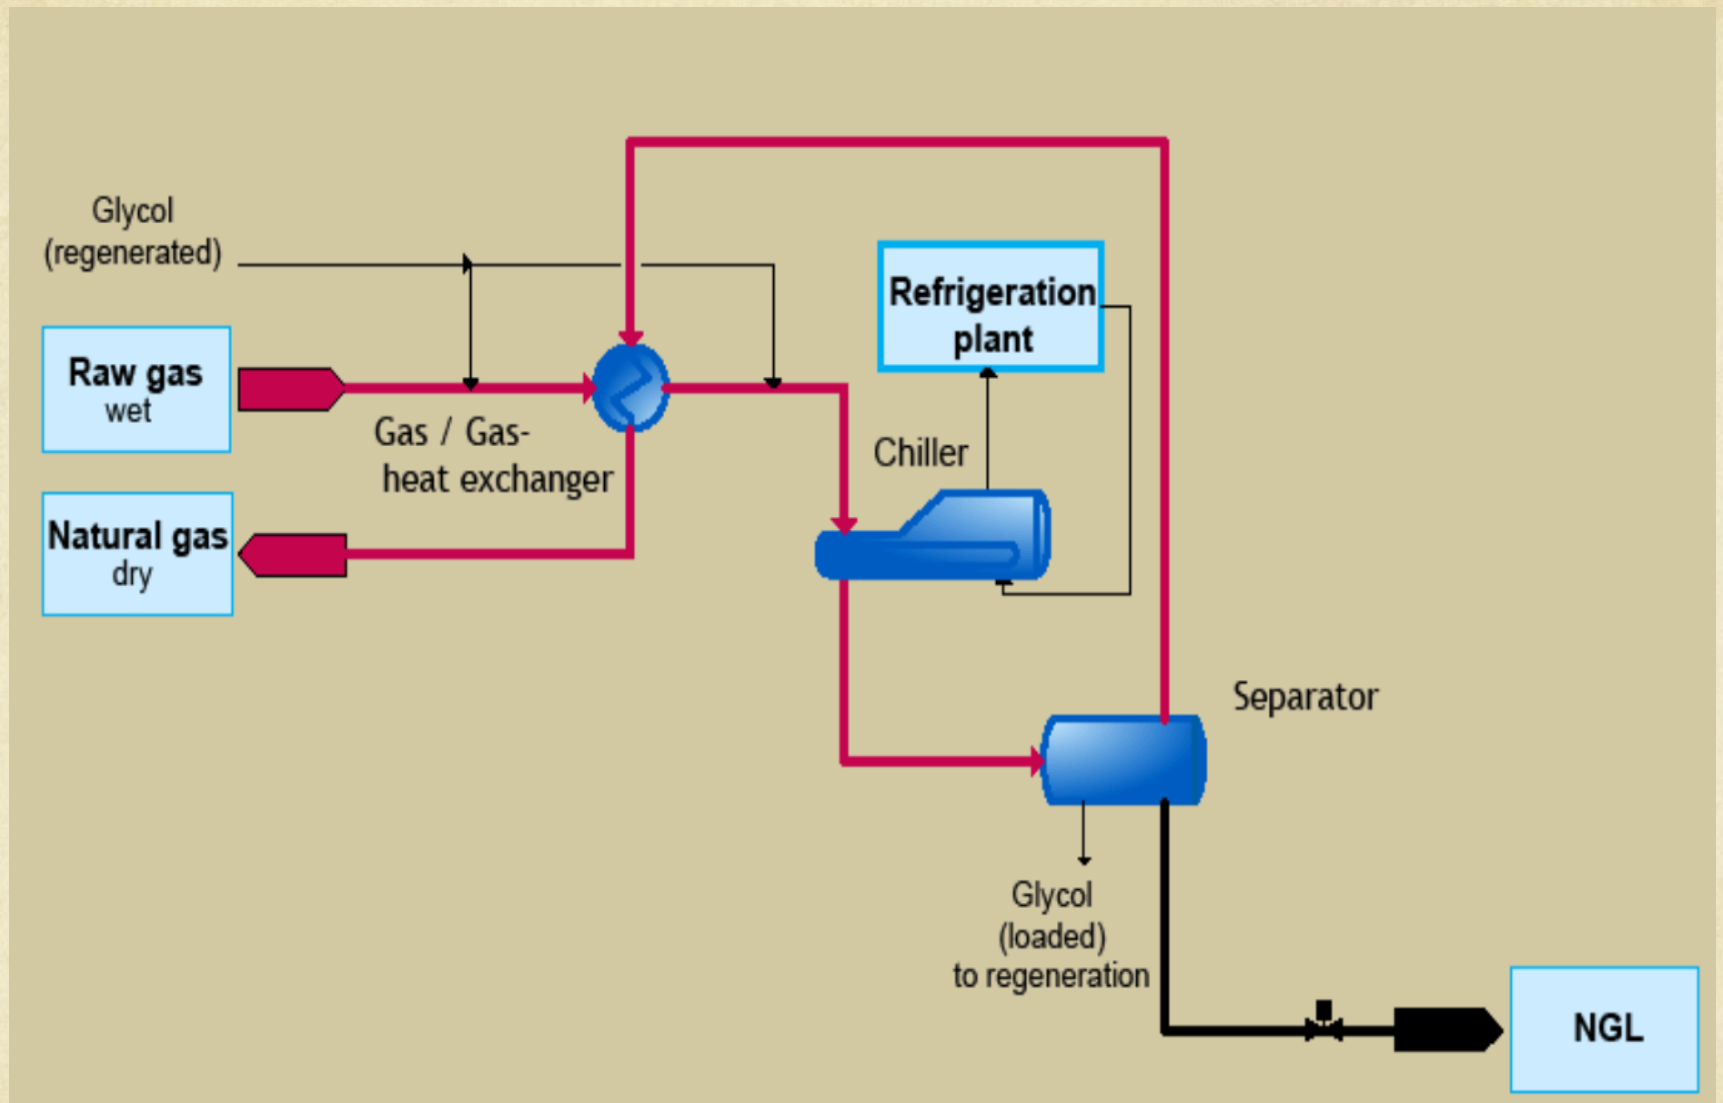 Glycol
(regenerated)
Raw gas
wet
Gas / Gas-
heat exchanger
Natural gas
dry
Refrigeration
plant
Chiller
Separator
Glycol
(loaded)
to regeneration
NGL